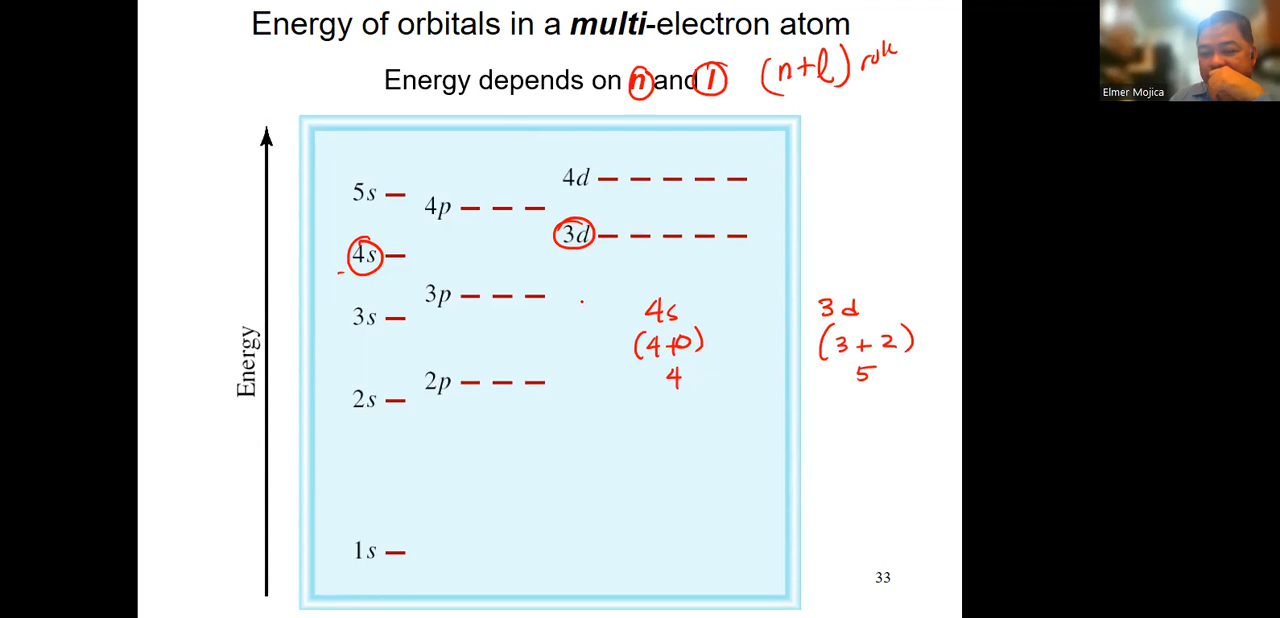 Energy of orbitals in a multi-electron atom
Energy depends on n and l (n+l) rule
Elmer Mojica
Energy
5s
4p
4d
4s
3d
3s
3p
2s
2p
1s
4s
(4+0)
4
3d
(3+2)
5
33